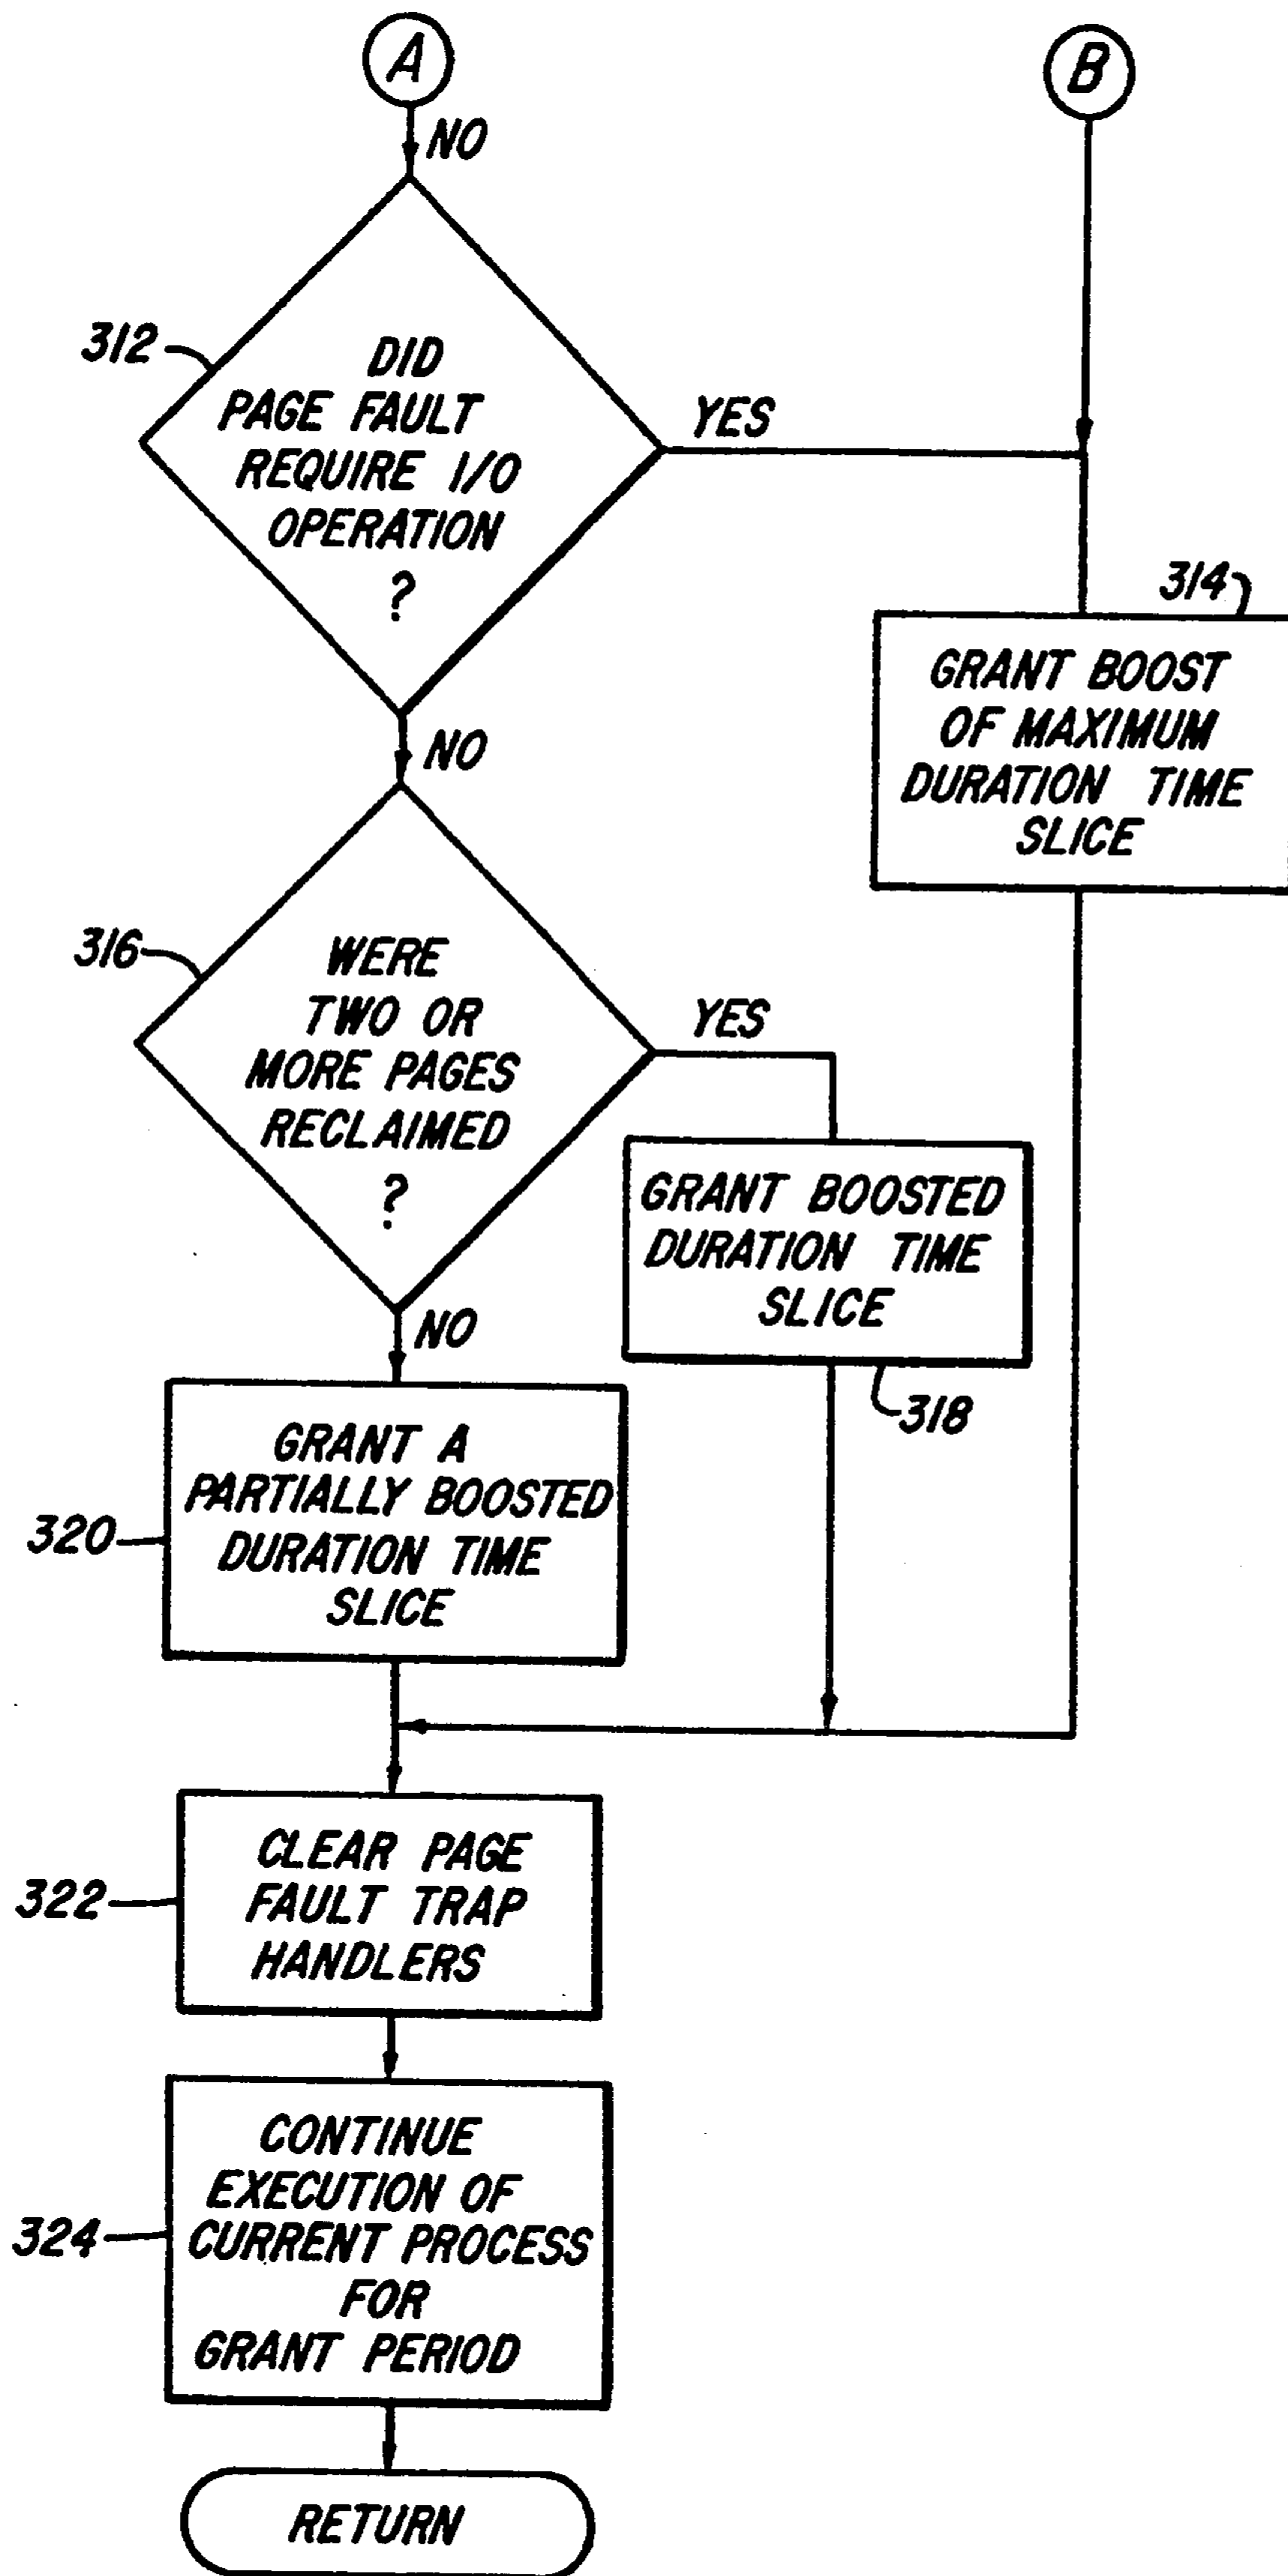 A
B
NO
312
DID
PAGE FAULT
REQUIRE I/O
OPERATION
?
YES
314
GRANT BOOST
OF MAXIMUM
DURATION TIME
SLICE
NO
316
WERE
TWO OR
MORE PAGES
RECLAIMED
?
YES
GRANT BOOSTED
DURATION TIME
SLICE
318
NO
320
GRANT A
PARTIALLY BOOSTED
DURATION TIME
SLICE
322
CLEAR PAGE
FAULT TRAP
HANDLERS
324
CONTINUE
EXECUTION OF
CURRENT PROCESS
FOR
GRANT PERIOD
RETURN